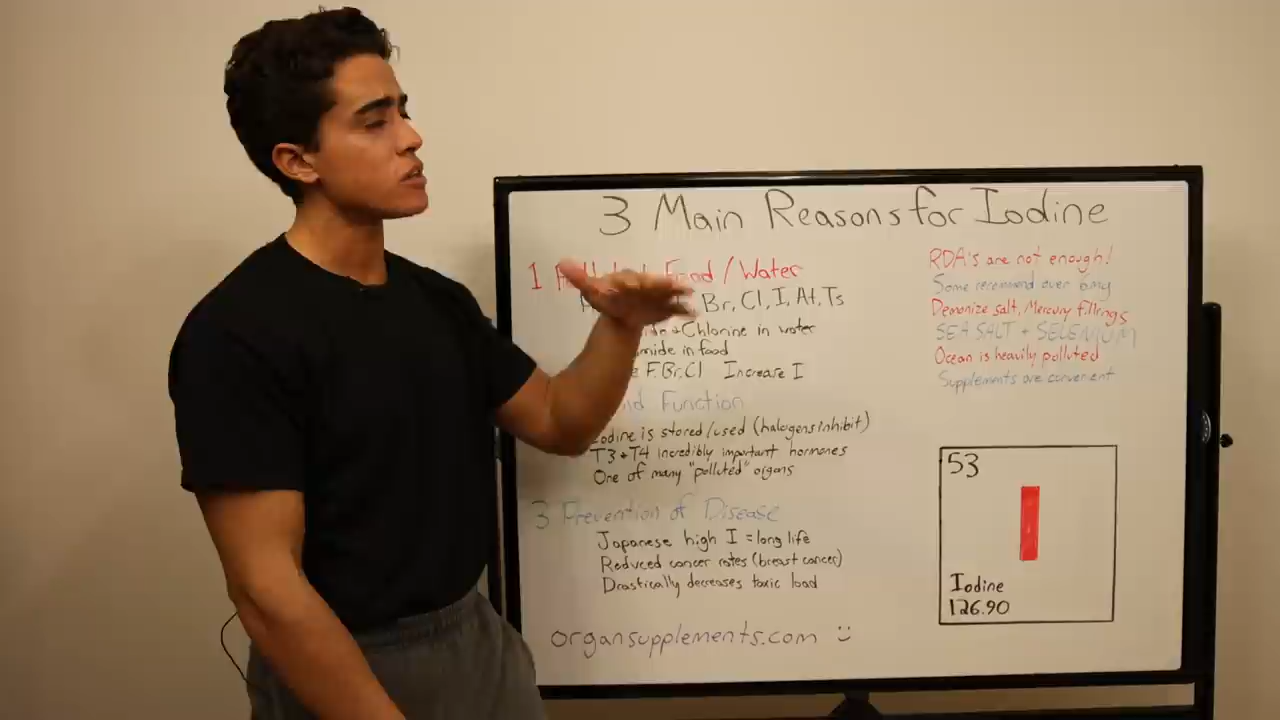 3 Main Reasons for Iodine
1 Food / Water
Br, Cl, I, At, Ts
+ Chlorine in water
in food
F, Br, Cl Increase I
Function
Iodine is stored/used (halogens inhibit)
T3 + T4 incredibly important hormones
One of many "polluted" organs
3 Prevention of Disease
Japanese high I = long life
Reduced cancer rates (breast cancer)
Drastically decreases toxic load
organsupplements.com :)
RDA's are not enough!
Some recommend over
Demonize salt, Mercury fillings
SEA SALT + SELENIUM
Ocean is heavily polluted
Supplements are convenient
53
I
Iodine
126.90